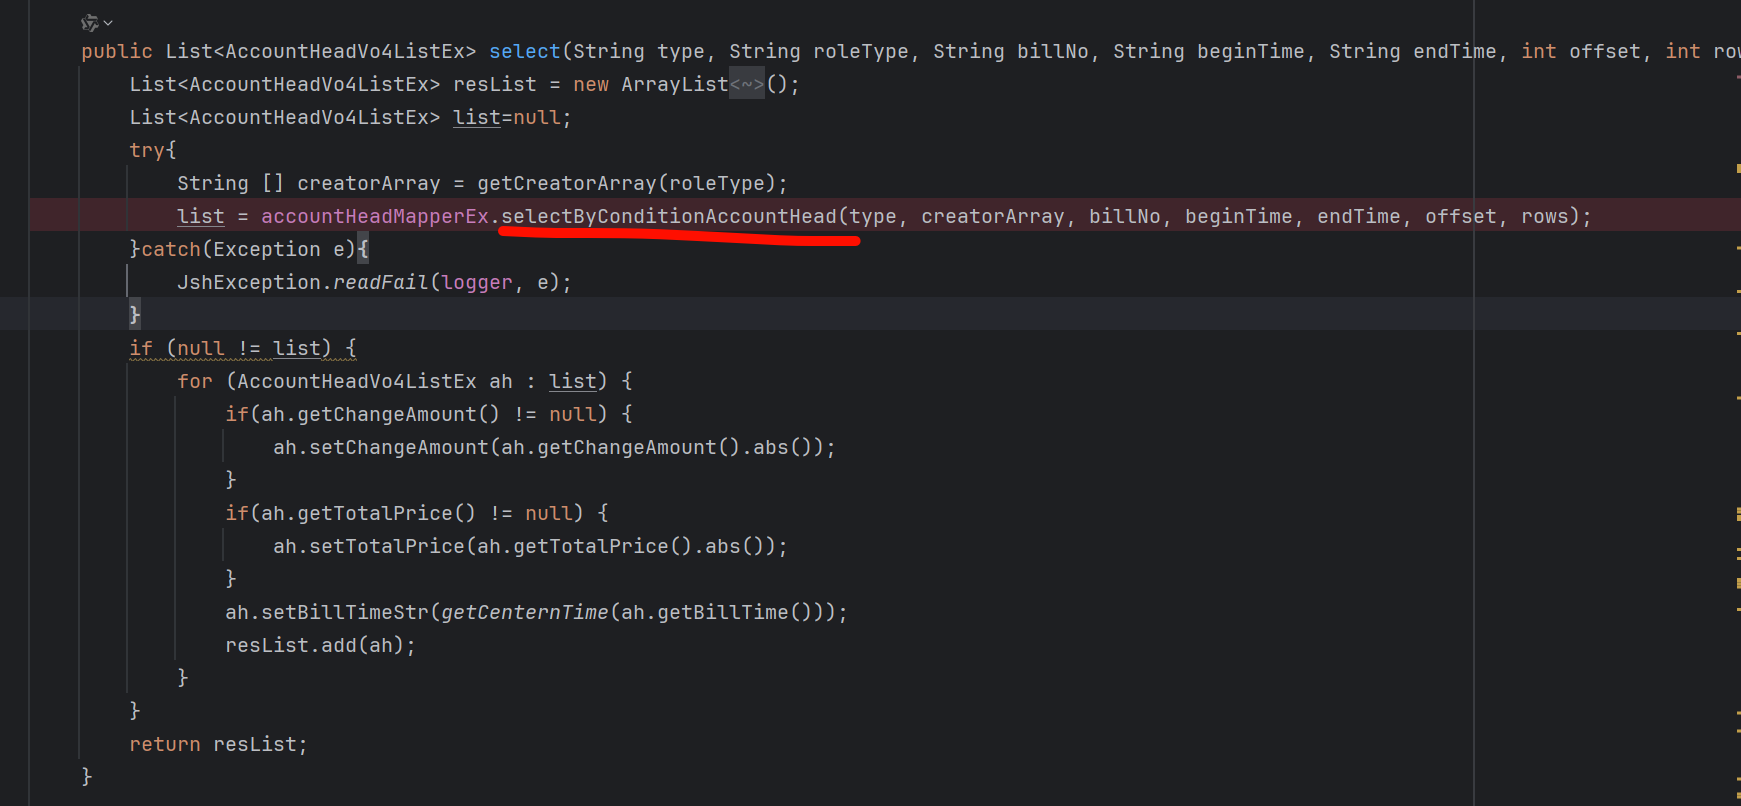 public List<AccountHeadVo4ListEx> select(String type, String roleType, String billNo, String beginTime, String endTime, int offset, int
List<AccountHeadVo4ListEx> resList = new ArrayList<~>();
List<AccountHeadVo4ListEx> list=null;
try{
String [] creatorArray = getCreatorArray(roleType);
list = accountHeadMapperEx.selectByConditionAccountHead(type, creatorArray, billNo, beginTime, endTime, offset, rows);
}catch(Exception e){
JshException.readFail(logger, e);
}
if (null != list) {
for (AccountHeadVo4ListEx ah : list) {
if(ah.getChangeAmount() != null) {
ah.setChangeAmount(ah.getChangeAmount().abs());
}
if(ah.getTotalPrice() != null) {
ah.setTotalPrice(ah.getTotalPrice().abs());
}
ah.setBillTimeStr(getCenternTime(ah.getBillTime()));
resList.add(ah);
}
}
return resList;
}